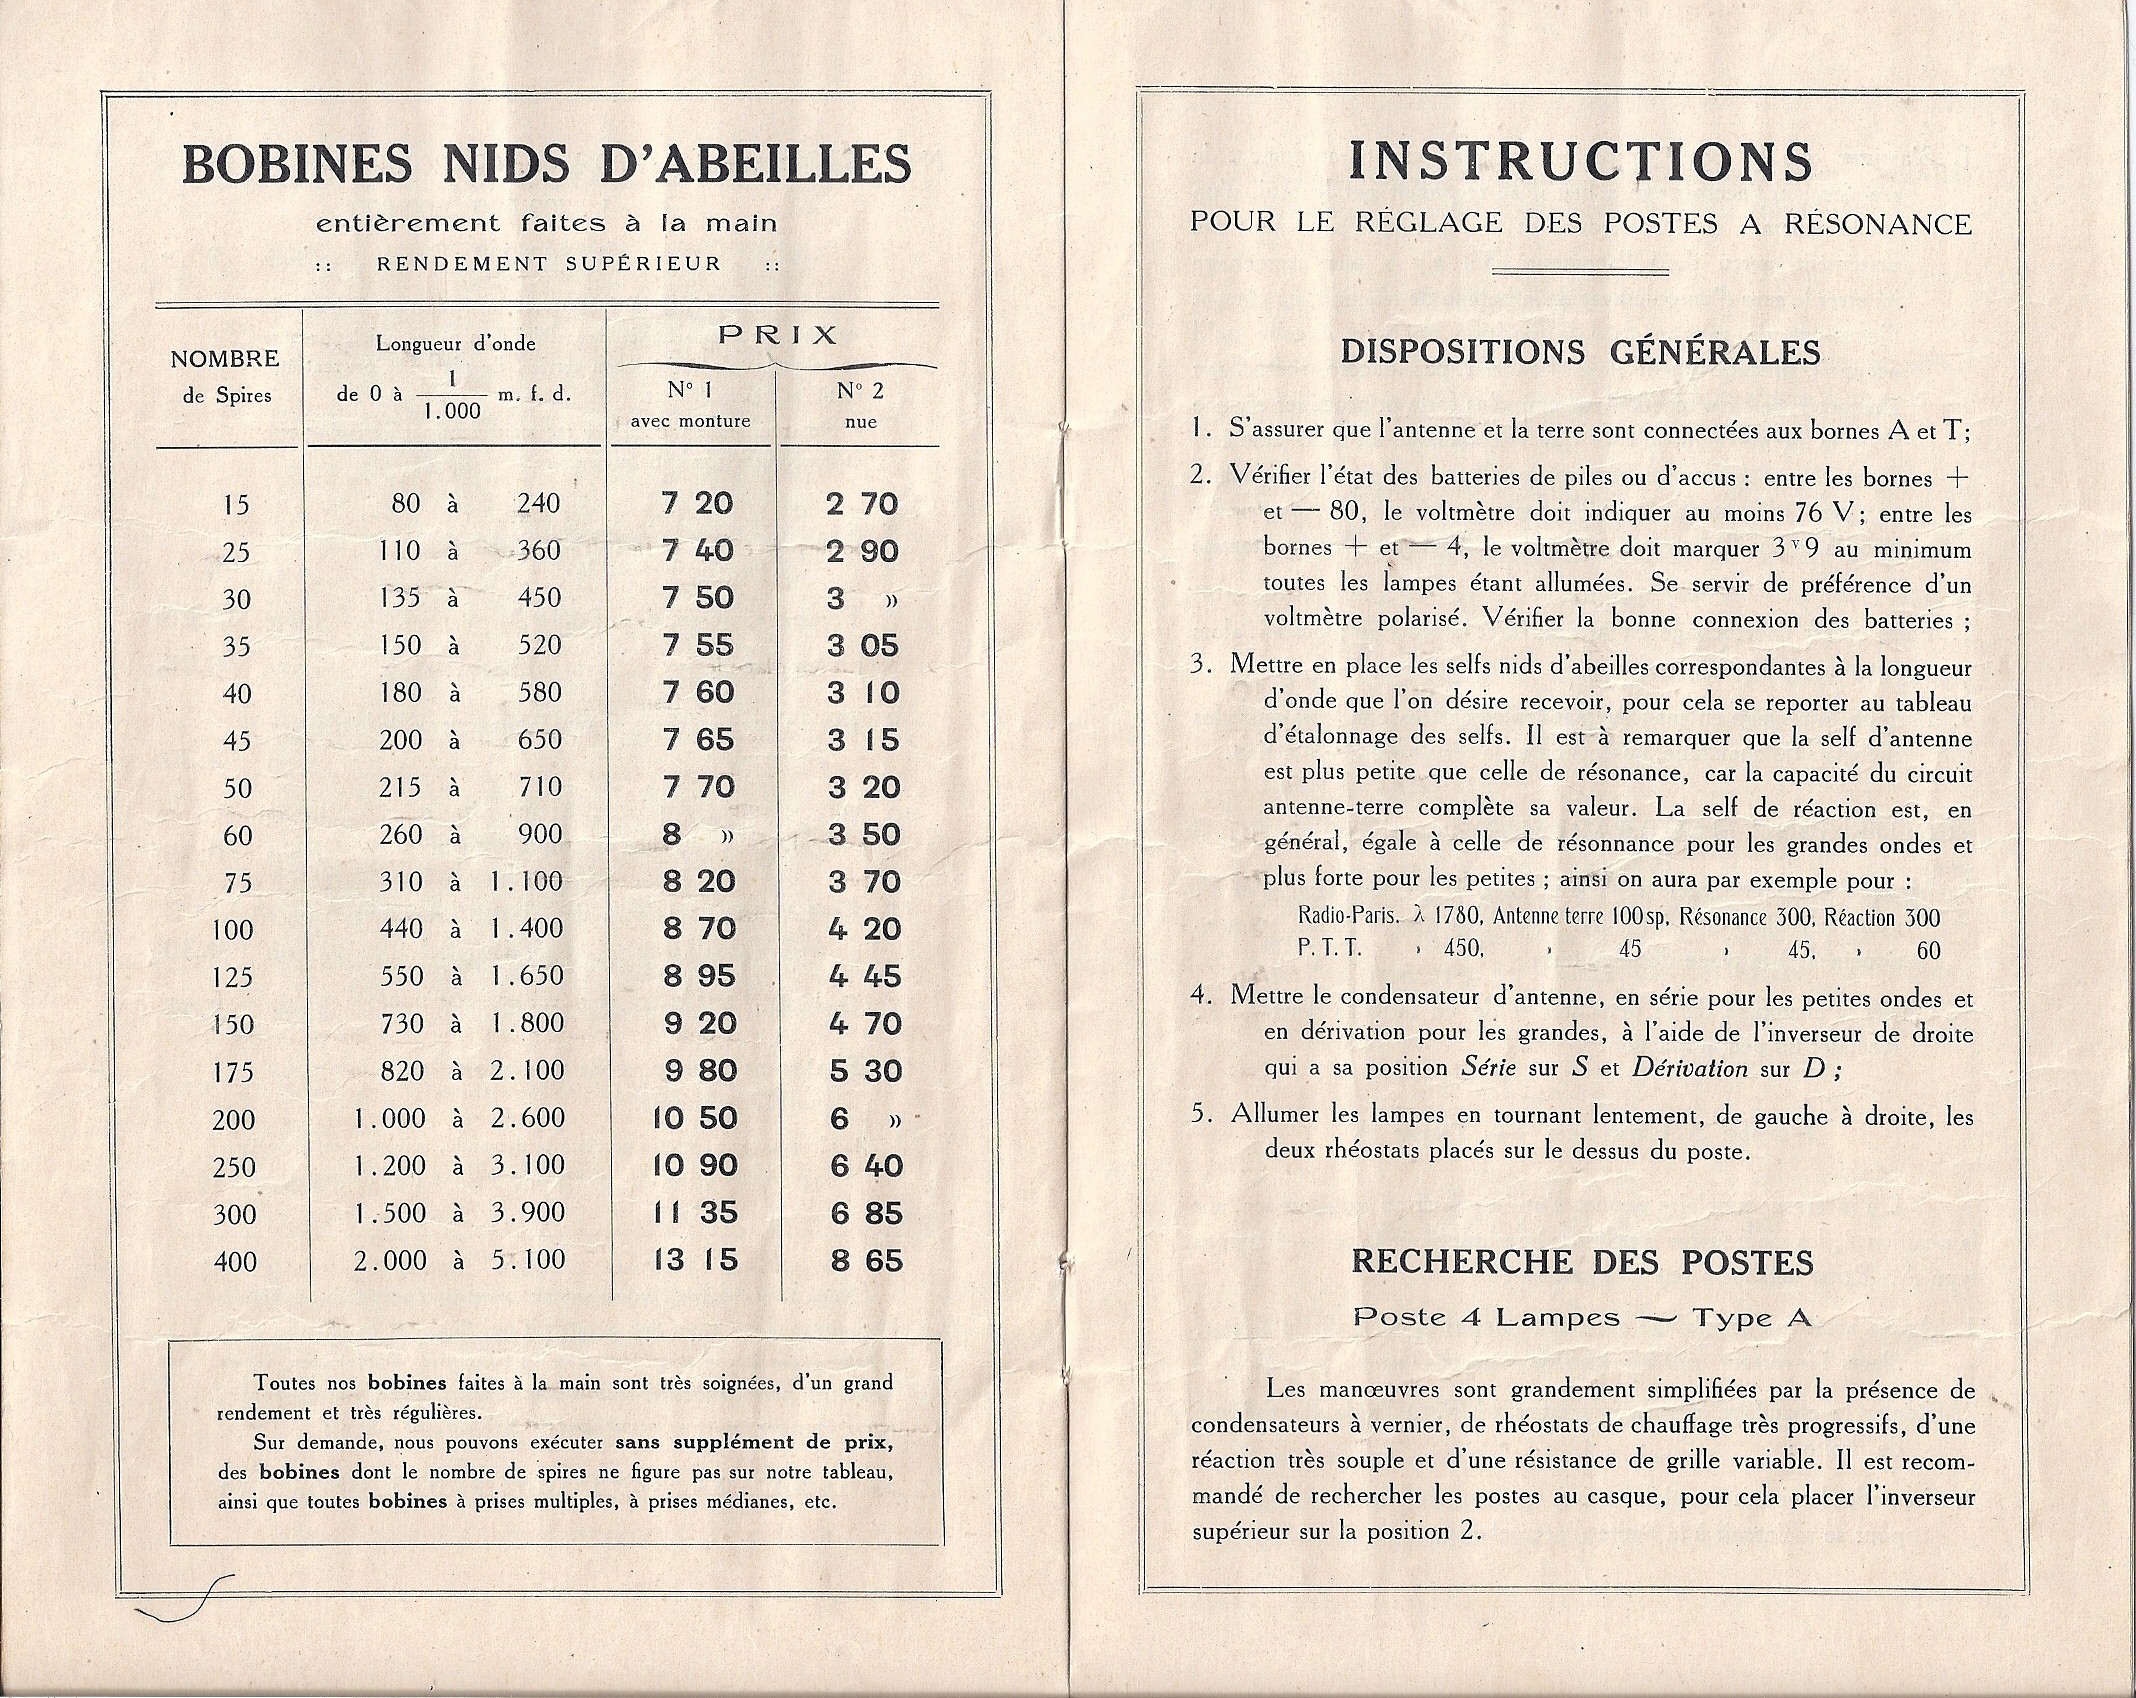 BOBINES NIDS D'ABEILLES
entièrement faites à la main
:: RENDEMENT SUPÉRIEUR ::
NOMBRE de Spires | Longueur d'onde de 0 à 1/1.000 m. f. d. | PRIX N° 1 avec monture | N° 2 nue
15 80 à 240 7 20 2 70
25 110 à 360 7 40 2 90
30 135 à 450 7 50 3 »
35 150 à 520 7 55 3 05
40 180 à 580 7 60 3 10
45 200 à 650 7 65 3 15
50 215 à 710 7 70 3 20
60 260 à 900 8 » 3 50
75 310 à 1.100 8 20 3 70
100 440 à 1.400 8 70 4 20
125 550 à 1.650 8 95 4 45
150 730 à 1.800 9 20 4 70
175 820 à 2.100 9 80 5 30
200 1.000 à 2.600 10 50 6 »
250 1.200 à 3.100 10 90 6 40
300 1.500 à 3.900 11 35 6 85
400 2.000 à 5.100 13 15 8 65
Toutes nos bobines faites à la main sont très soignées, d'un grand
rendement et très régulières.
Sur demande, nous pouvons exécuter sans supplément de prix,
des bobines dont le nombre de spires ne figure pas sur notre tableau,
ainsi que toutes bobines à prises multiples, à prises médianes, etc.
INSTRUCTIONS
POUR LE RÉGLAGE DES POSTES A RÉSONANCE
DISPOSITIONS GÉNÉRALES
1. S'assurer que l'antenne et la terre sont connectées aux bornes A et T;
2. Vérifier l'état des batteries de piles ou d'accus : entre les bornes +
et — 80, le voltmètre doit indiquer au moins 76 V; entre les
bornes + et — 4, le voltmètre doit marquer 3 v 9 au minimum
toutes les lampes étant allumées. Se servir de préférence d'un
voltmètre polarisé. Vérifier la bonne connexion des batteries ;
3. Mettre en place les selfs nids d'abeilles correspondantes à la longueur
d'onde que l'on désire recevoir, pour cela se reporter au tableau
d'étalonnage des selfs. Il est à remarquer que la self d'antenne
est plus petite que celle de résonance, car la capacité du circuit
antenne-terre complète sa valeur. La self de réaction est, en
général, égale à celle de résonnance pour les grandes ondes et
plus forte pour les petites ; ainsi on aura par exemple pour :
Radio-Paris. λ 1780, Antenne terre 100 sp, Résonance 300, Réaction 300
P. T. T. › 450, › 45 › 45, › 60
4. Mettre le condensateur d'antenne, en série pour les petites ondes et
en dérivation pour les grandes, à l'aide de l'inverseur de droite
qui a sa position Série sur S et Dérivation sur D ;
5. Allumer les lampes en tournant lentement, de gauche à droite, les
deux rhéostats placés sur le dessus du poste.
RECHERCHE DES POSTES
Poste 4 Lampes — Type A
Les manœuvres sont grandement simplifiées par la présence de
condensateurs à vernier, de rhéostats de chauffage très progressifs, d'une
réaction très souple et d'une résistance de grille variable. Il est recom-
mandé de rechercher les postes au casque, pour cela placer l'inverseur
supérieur sur la position 2.